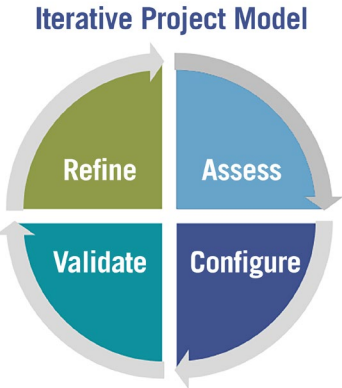 Iterative Project Model
Refine
Assess
Validate
Configure